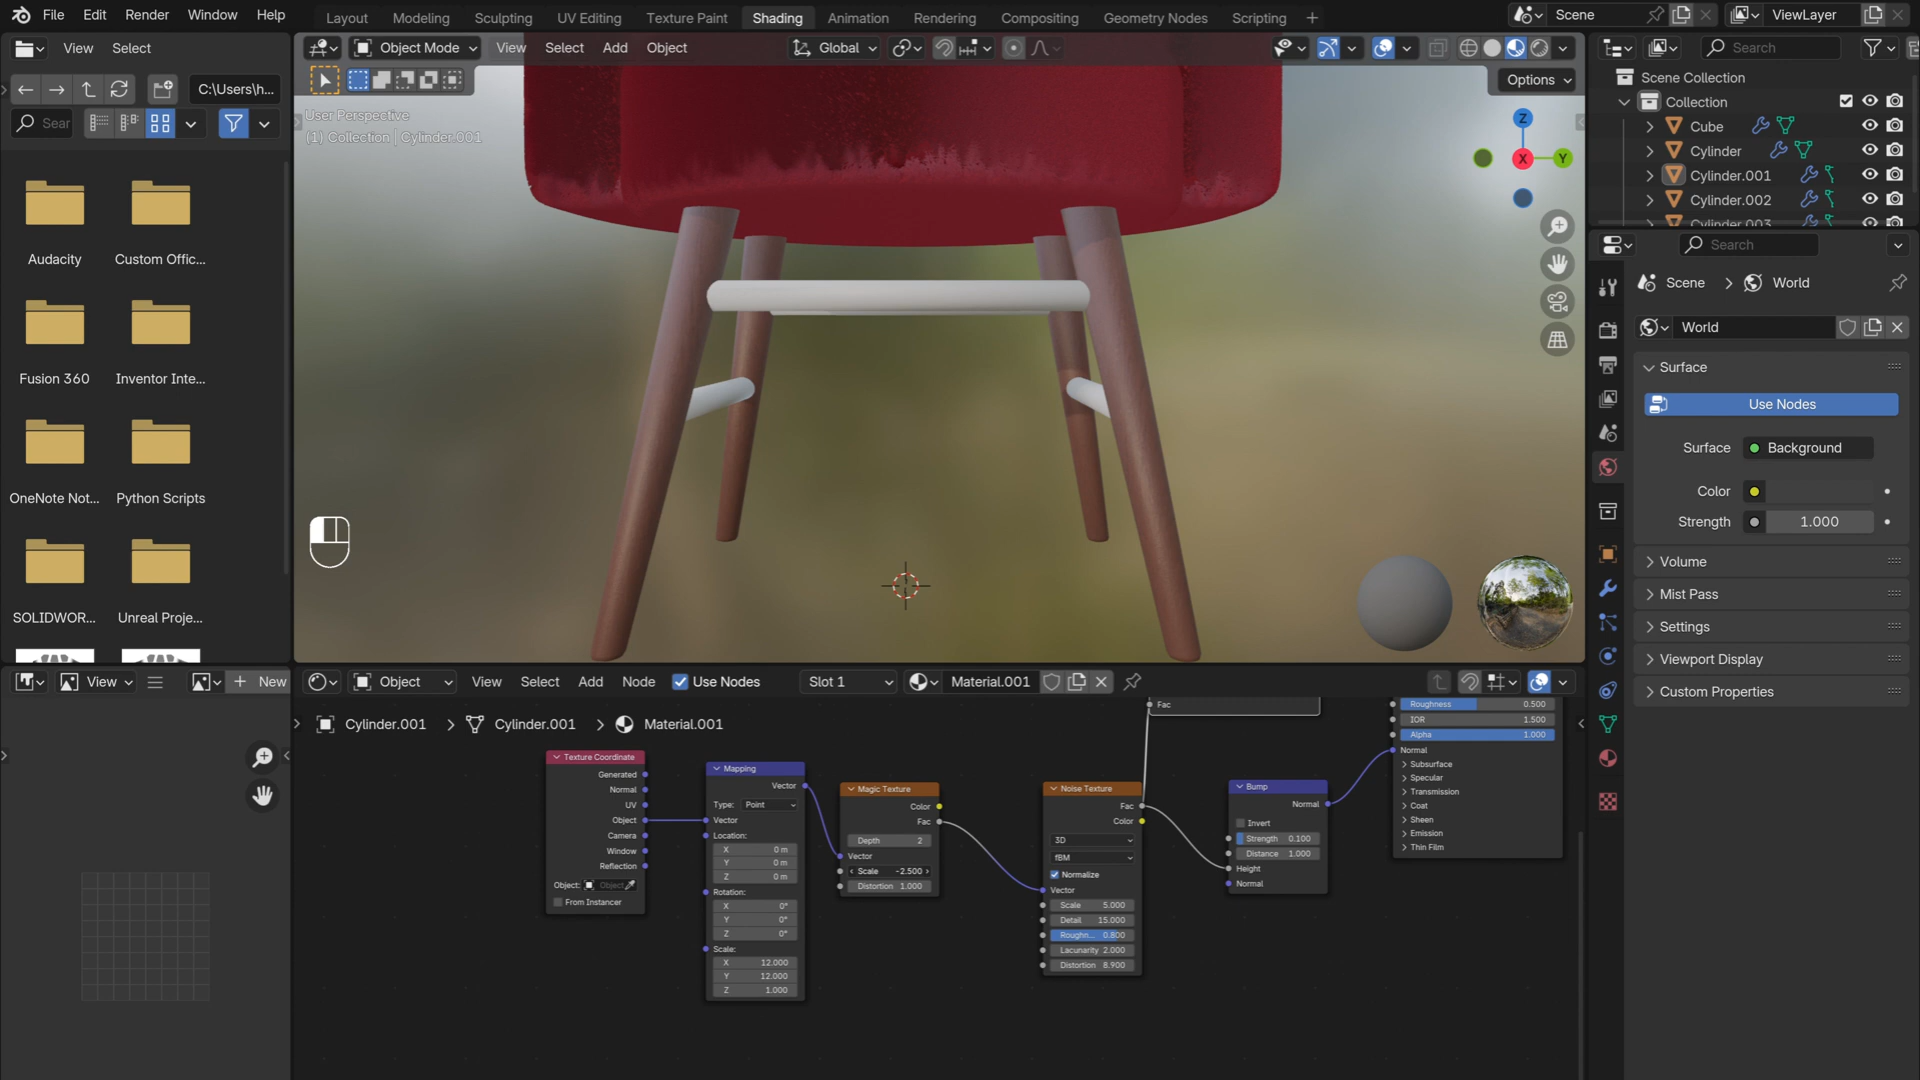 File Edit Render Window Help Layout Modeling Sculpting UV Editing Texture Paint Shading Animation Rendering Compositing Geometry Nodes Scripting + Scene ViewLayer
View Select
Object Mode View Select Add Object Global
Search
C:\Users\h...
Sear
Options
User Perspective
(1) Collection | Cylinder.001
Z
X
Y
Scene Collection
Collection
Cube
Cylinder
Cylinder.001
Cylinder.002
Cylinder.003
Audacity
Custom Offic...
Fusion 360
Inventor Inte...
OneNote Not...
Python Scripts
SOLIDWOR...
Unreal Proje...
Search
Scene > World
World
Surface
Use Nodes
Surface Background
Color
Strength 1.000
Volume
Mist Pass
Settings
Viewport Display
Custom Properties
View + New
Object View Select Add Node Use Nodes Slot 1 Material.001
Cylinder.001 > Cylinder.001 > Material.001
Texture Coordinate
Generated
Normal
UV
Object
Camera
Window
Reflection
Object: Object
From Instancer
Mapping
Vector
Type: Point
Vector
Location:
X 0 m
Y 0 m
Z 0 m
Rotation:
X 0°
Y 0°
Z 0°
Scale:
X 12.000
Y 12.000
Z 1.000
Magic Texture
Color
Fac
Depth 2
Vector
Scale -2.500
Distortion 1.000
Noise Texture
Fac
Color
3D
fBM
Normalize
Vector
Scale 5.000
Detail 15.000
Roughn... 0.800
Lacunarity 2.000
Distortion 8.900
Fac
Bump
Normal
Invert
Strength 0.100
Distance 1.000
Height
Normal
Roughness 0.500
IOR 1.500
Alpha 1.000
Normal
Subsurface
Specular
Transmission
Coat
Sheen
Emission
Thin Film